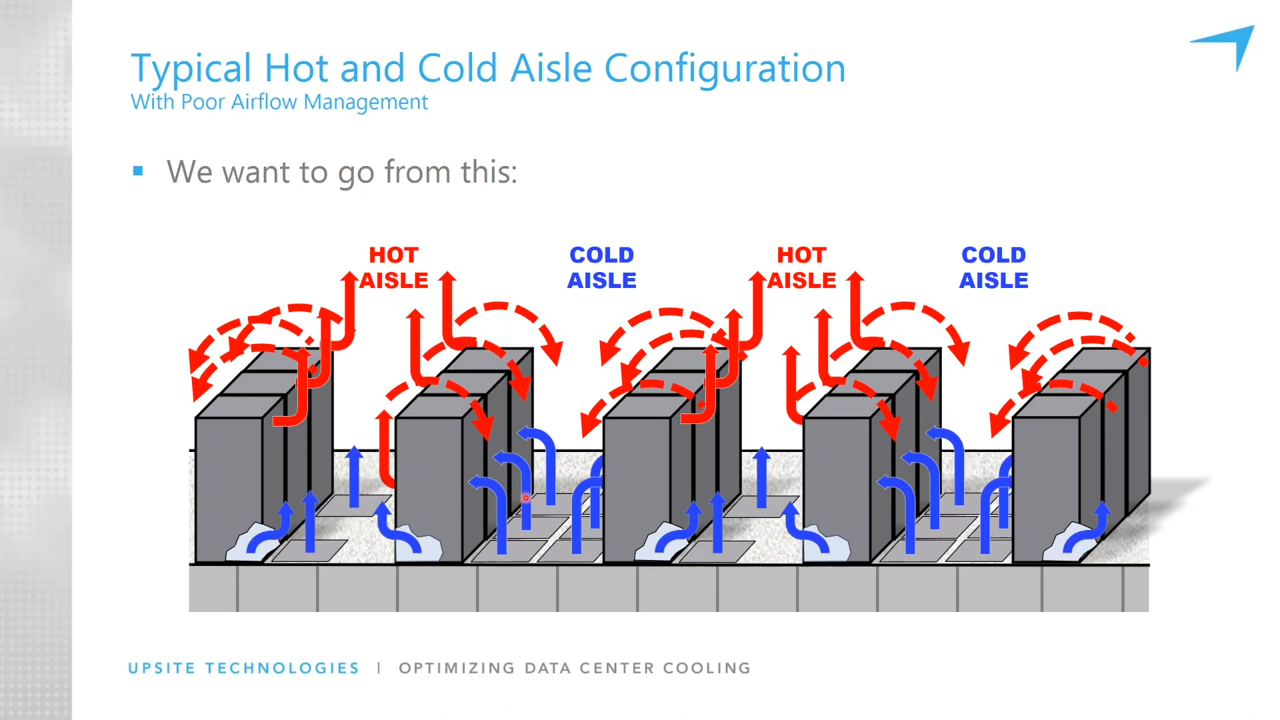 Typical Hot and Cold Aisle Configuration
With Poor Airflow Management
We want to go from this:
HOT
AISLE
COLD
AISLE
HOT
AISLE
COLD
AISLE
UPSITE TECHNOLOGIES | OPTIMIZING DATA CENTER COOLING